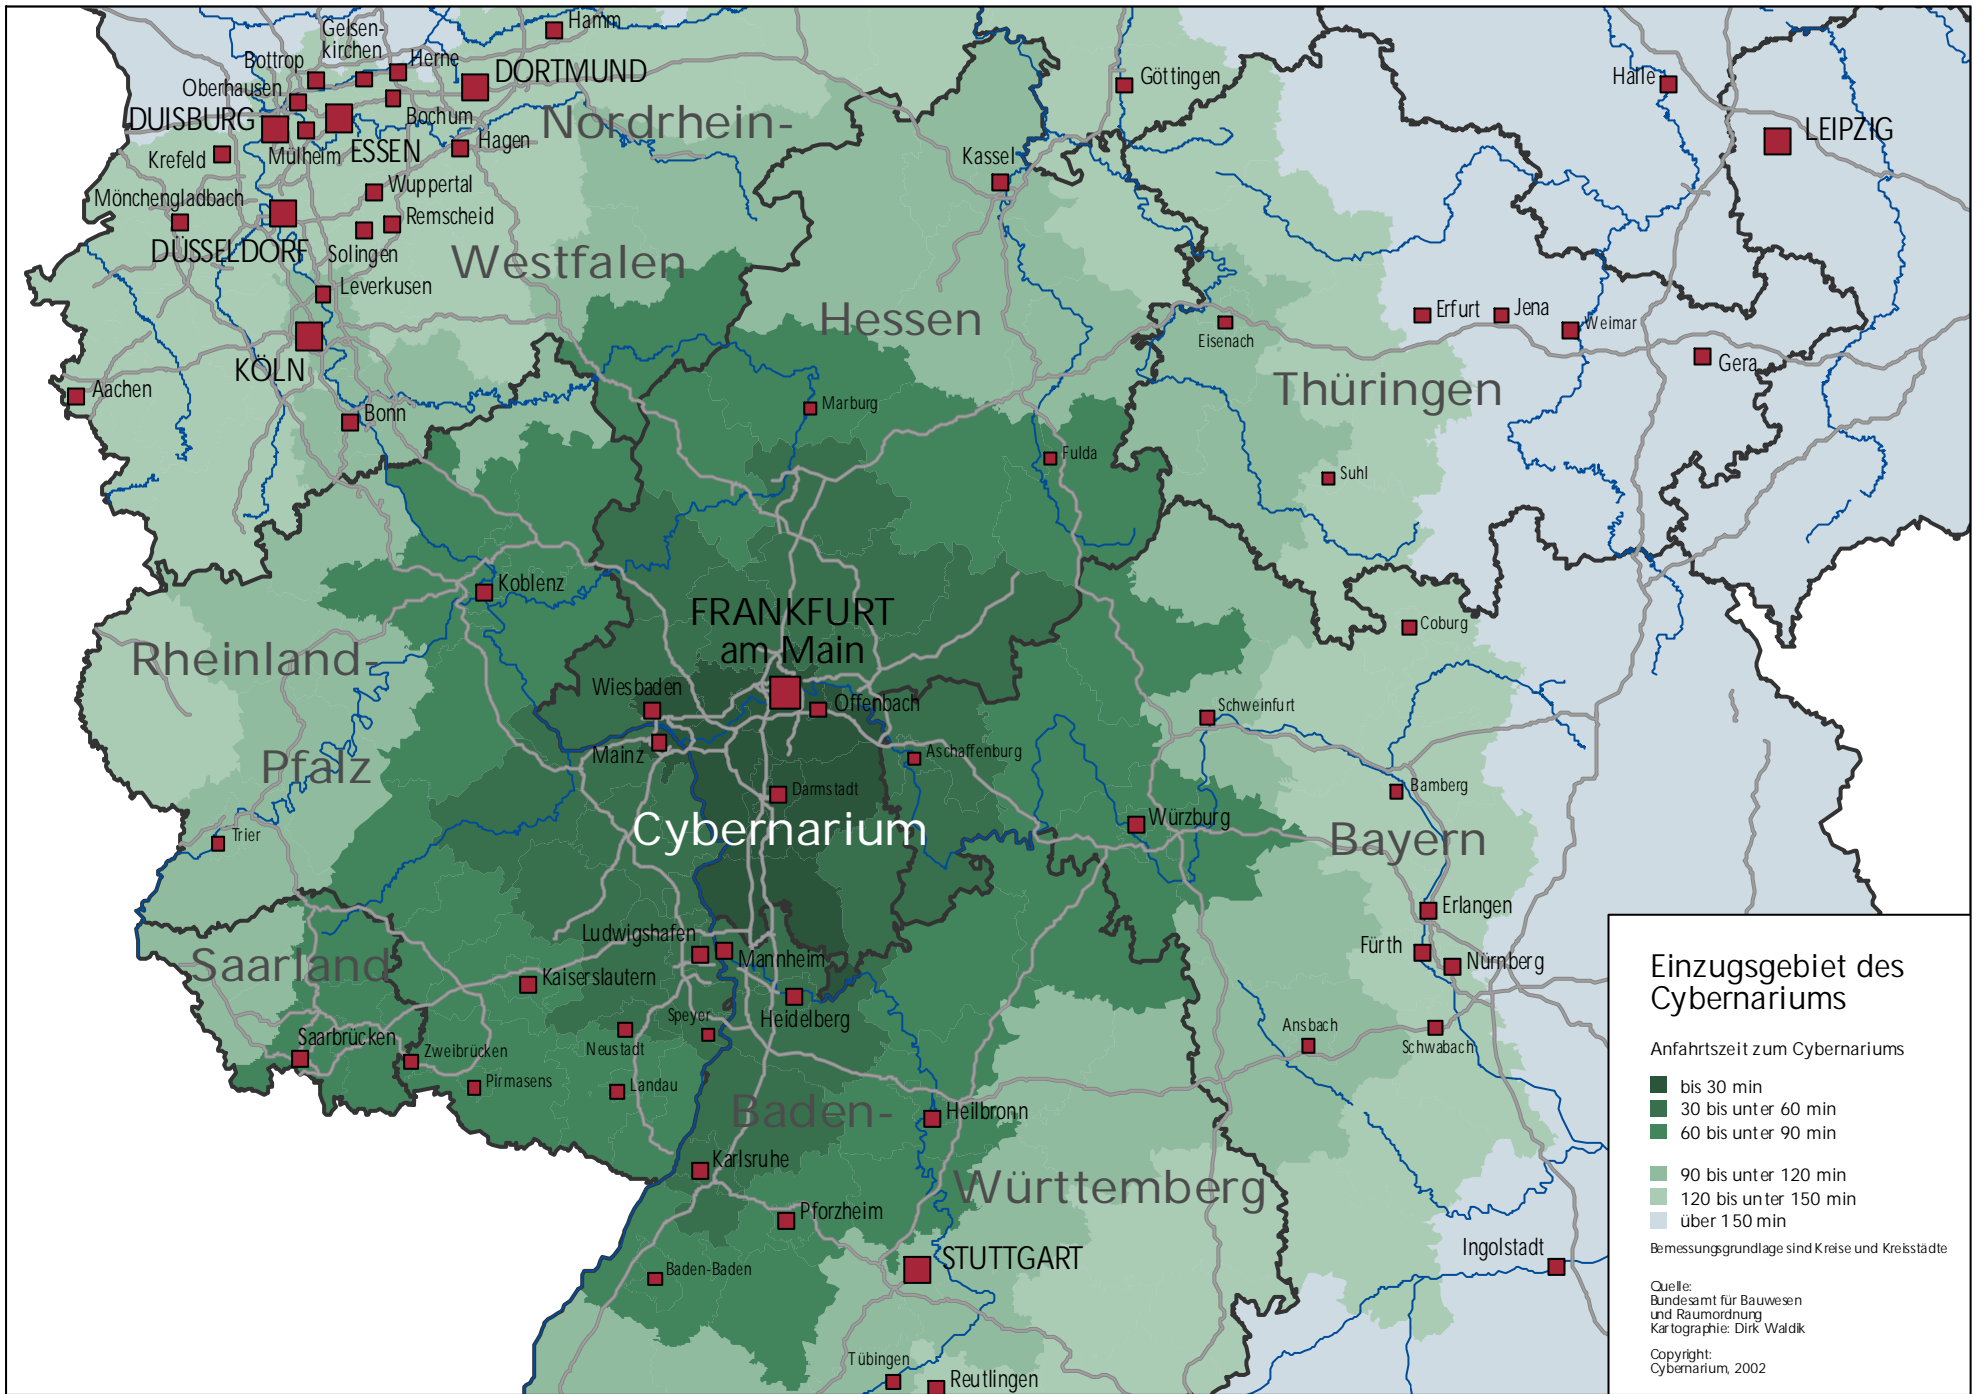 Hamm
Gelsen-
kirchen
Bottrop
Herne
DORTMUND
Oberhausen
Göttingen
Halle
DUISBURG
Bochum
Nordrhein-
LEIPZIG
Krefeld
Mülheim
ESSEN
Hagen
Kassel
Wuppertal
Mönchengladbach
Remscheid
DÜSSELDORF
Solingen
Westfalen
Leverkusen
Hessen
Erfurt
Jena
Weimar
Eisenach
KÖLN
Gera
Aachen
Thüringen
Bonn
Marburg
Fulda
Suhl
Koblenz
FRANKFURT
am Main
Coburg
Rheinland-
Pfalz
Wiesbaden
Offenbach
Schweinfurt
Mainz
Aschaffenburg
Darmstadt
Bamberg
Trier
Cybernarium
Würzburg
Bayern
Erlangen
Ludwigshafen
Mannheim
Fürth
Nürnberg
Saarland
Kaiserslautern
Heidelberg
Speyer
Ansbach
Saarbrücken
Zweibrücken
Neustadt
Schwabach
Pirmasens
Landau
Baden-
Heilbronn
Karlsruhe
Württemberg
Pforzheim
STUTTGART
Ingolstadt
Baden-Baden
Tübingen
Reutlingen
Einzugsgebiet des
Cybernariums
Anfahrtszeit zum Cybernariums
bis 30 min
30 bis unter 60 min
60 bis unter 90 min
90 bis unter 120 min
120 bis unter 150 min
über 150 min
Bemessungsgrundlage sind Kreise und Kreisstädte
Quelle:
Bundesamt für Bauwesen
und Raumordnung
Kartographie: Dirk Waldik
Copyright:
Cybernarium, 2002